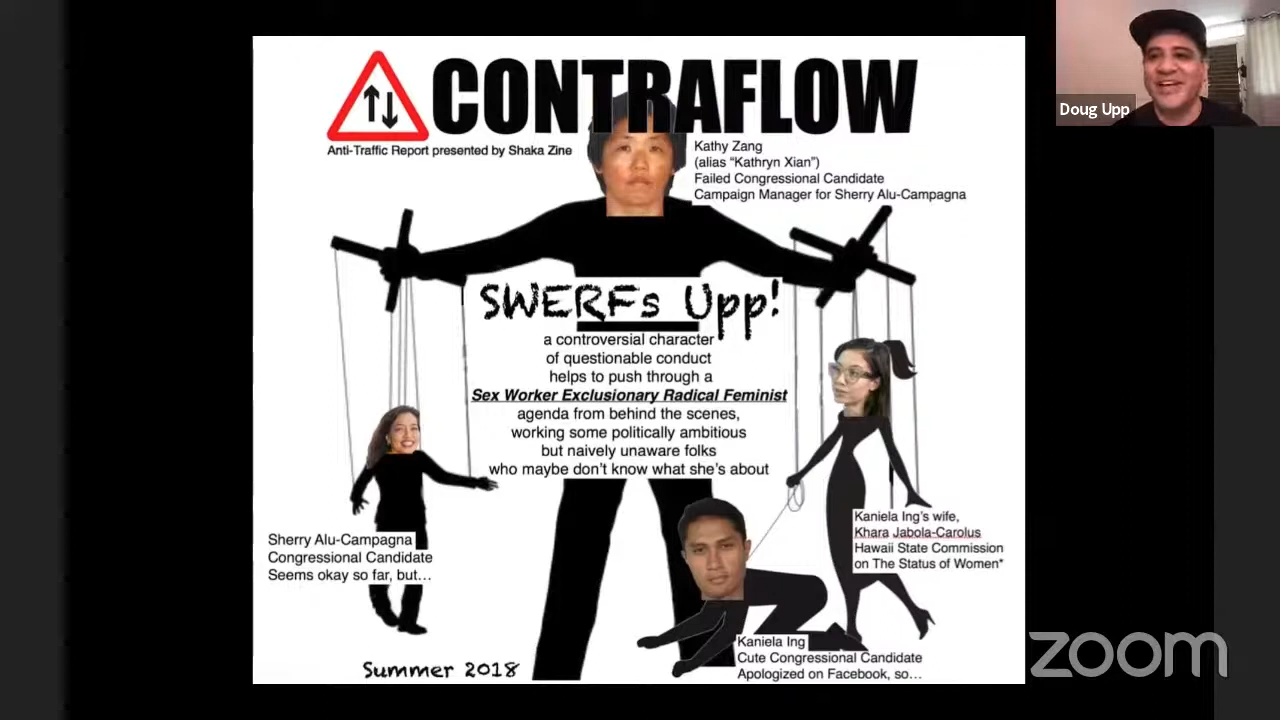 CONTRAFLOW
Anti-Traffic Report presented by Shaka Zine
Kathy Zang
(alias “Kathryn Xian”)
Failed Congressional Candidate
Campaign Manager for Sherry Alu-Campagna
Doug Upp
SWERFs Upp!
a controversial character
of questionable conduct
helps to push through a
Sex Worker Exclusionary Radical Feminist
agenda from behind the scenes,
working some politically ambitious
but naively unaware folks
who maybe don’t know what she’s about
Sherry Alu-Campagna
Congressional Candidate
Seems okay so far, but…
Kaniela Ing’s wife,
Khara Jabola-Carolus
Hawaii State Commission
on The Status of Women*
Kaniela Ing
Cute Congressional Candidate
Apologized on Facebook, so…
Summer 2018
zoom